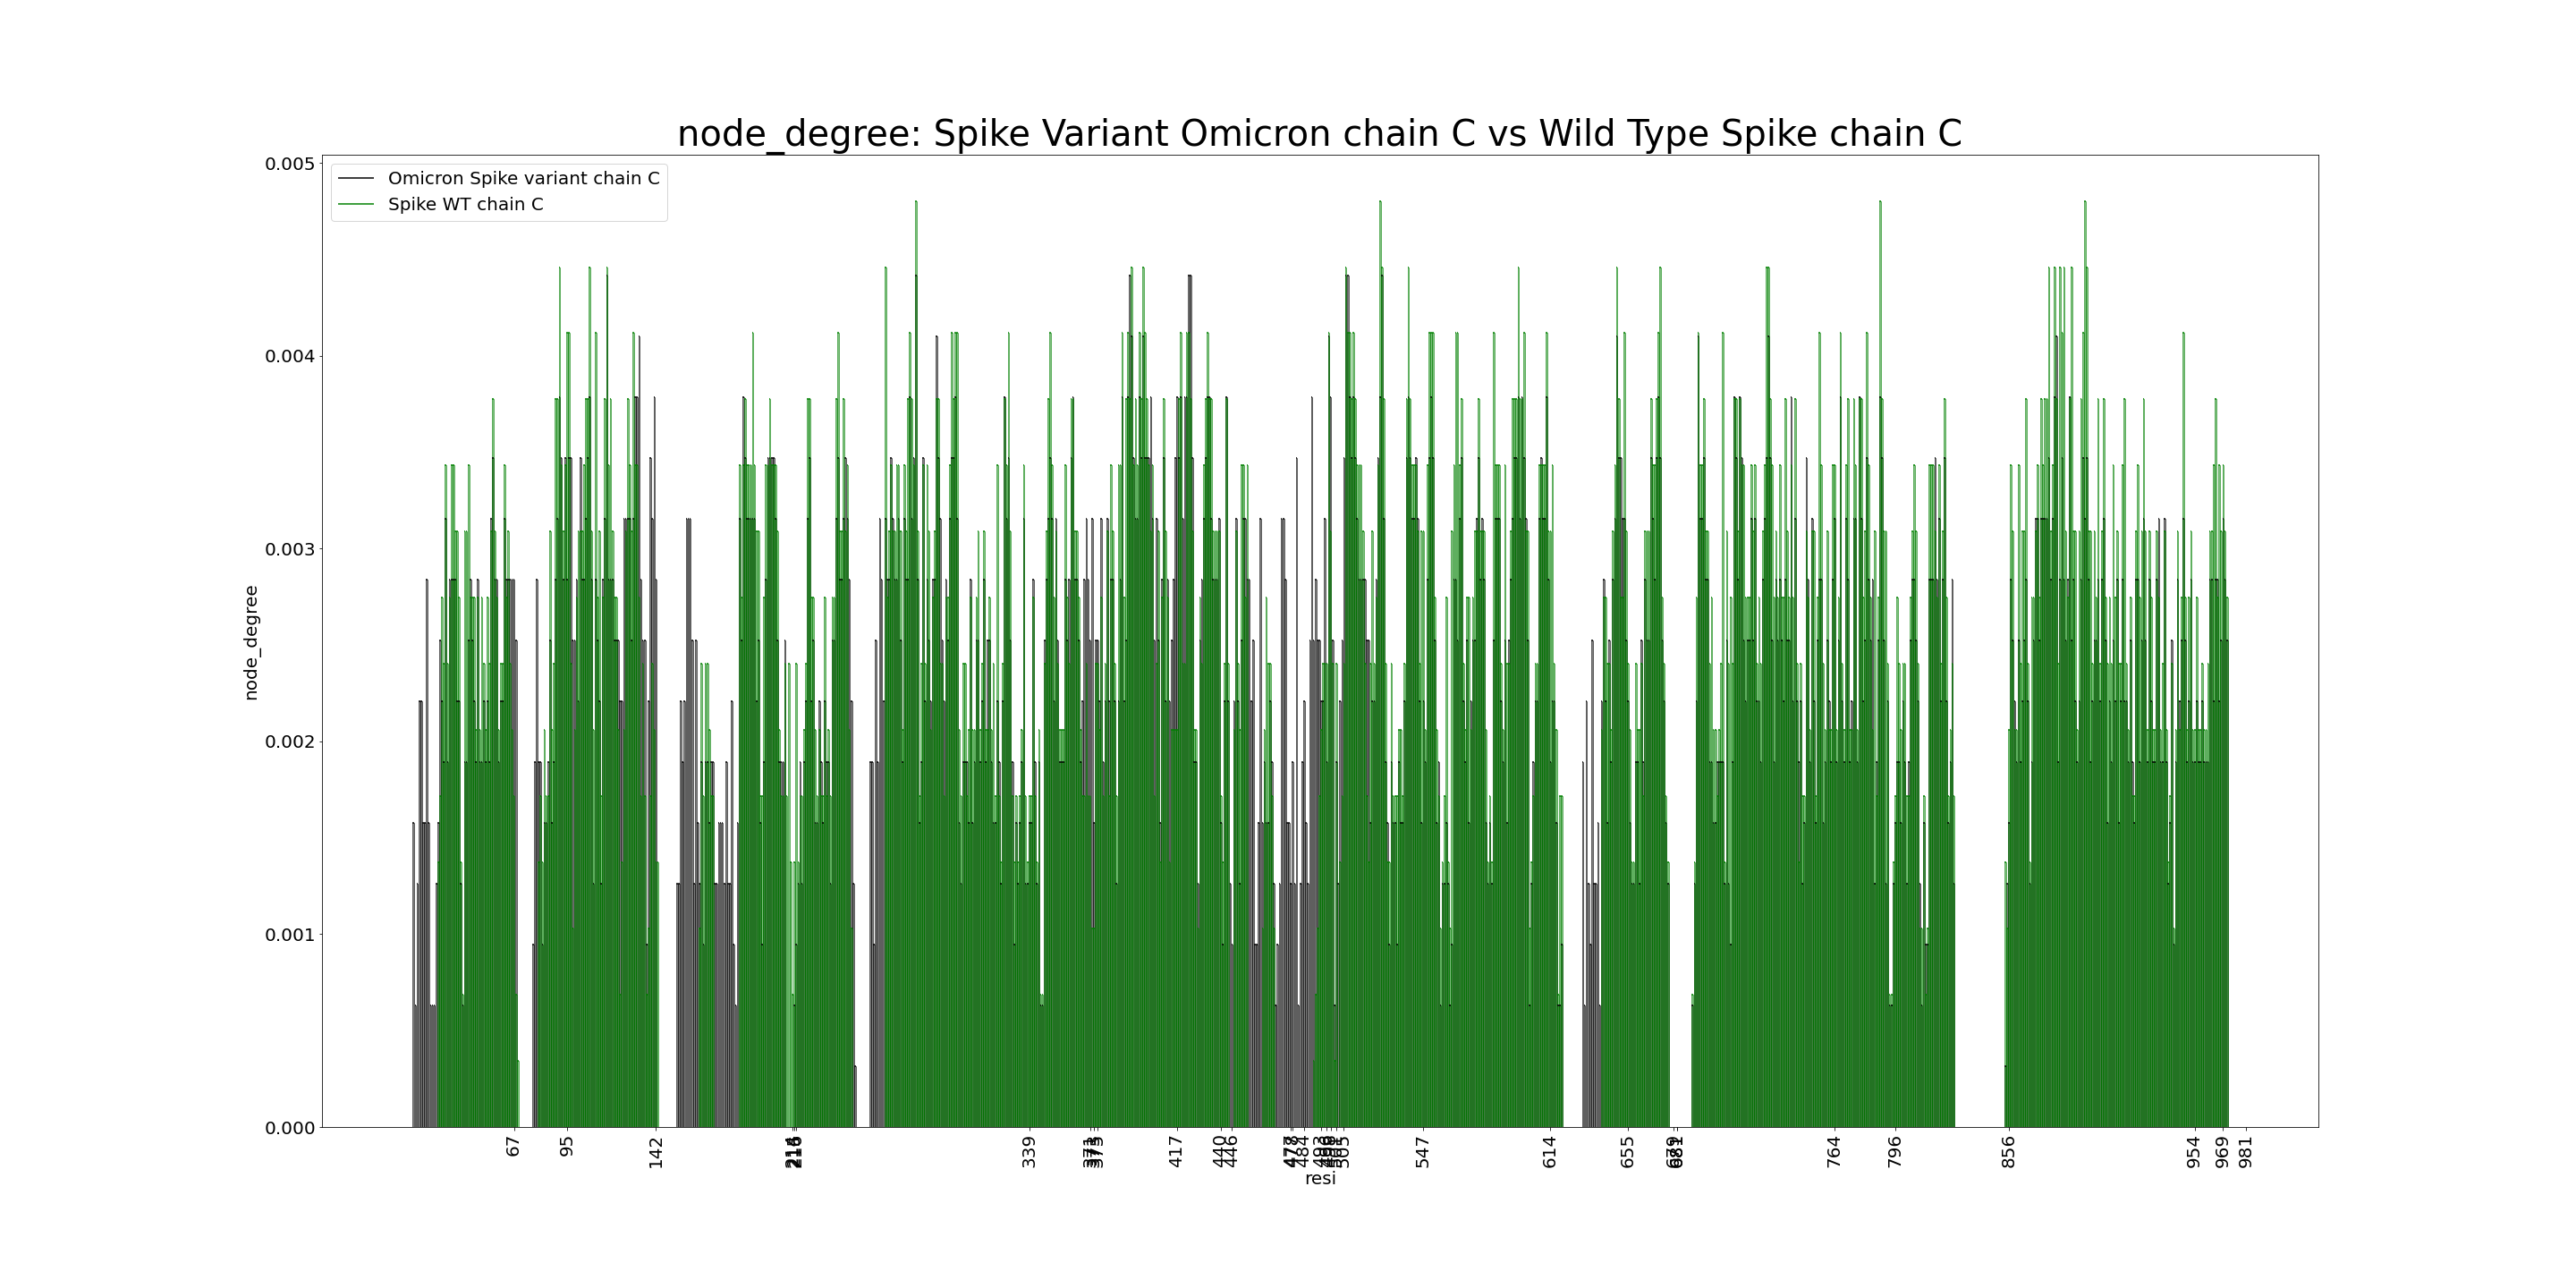 node_degree: Spike Variant Omicron chain C vs Wild Type Spike chain C
Omicron Spike variant chain C
Spike WT chain C
0.005
0.004
0.003
0.002
0.001
0.000
node_degree
67 95 142 339 417 440 446 484 505 547 614 655 681 764 796 856 954 969 981
resi